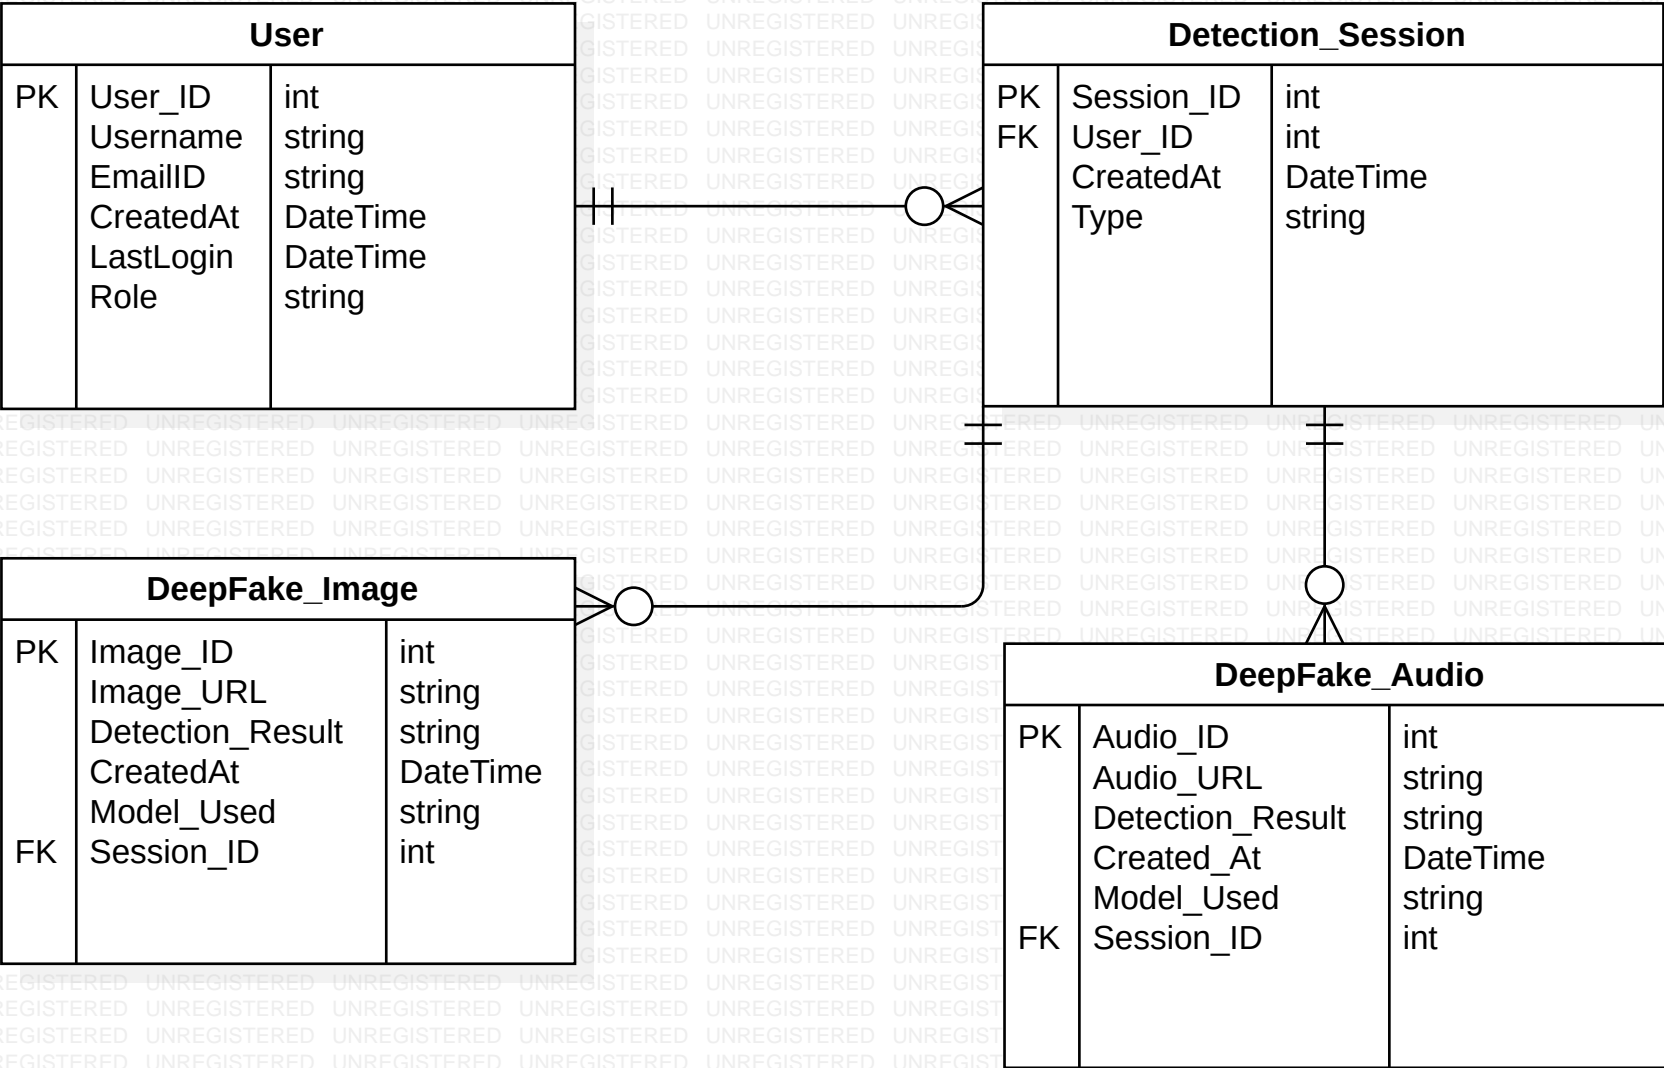 User
PK User_ID int
Username string
EmailID string
CreatedAt DateTime
LastLogin DateTime
Role string
Detection_Session
PK Session_ID int
FK User_ID int
CreatedAt DateTime
Type string
DeepFake_Image
PK Image_ID int
Image_URL string
Detection_Result string
CreatedAt DateTime
Model_Used string
FK Session_ID int
DeepFake_Audio
PK Audio_ID int
Audio_URL string
Detection_Result string
Created_At DateTime
Model_Used string
FK Session_ID int
UNREGISTERED